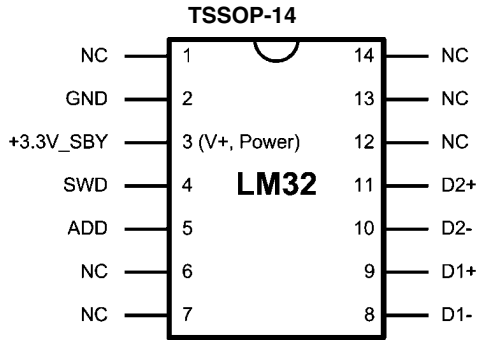 TSSOP-14
NC 1 14 NC
GND 2 13 NC
+3.3V_SBY 3 (V+, Power) 12 NC
SWD 4 LM32 11 D2+
ADD 5 10 D2-
NC 6 9 D1+
NC 7 8 D1-